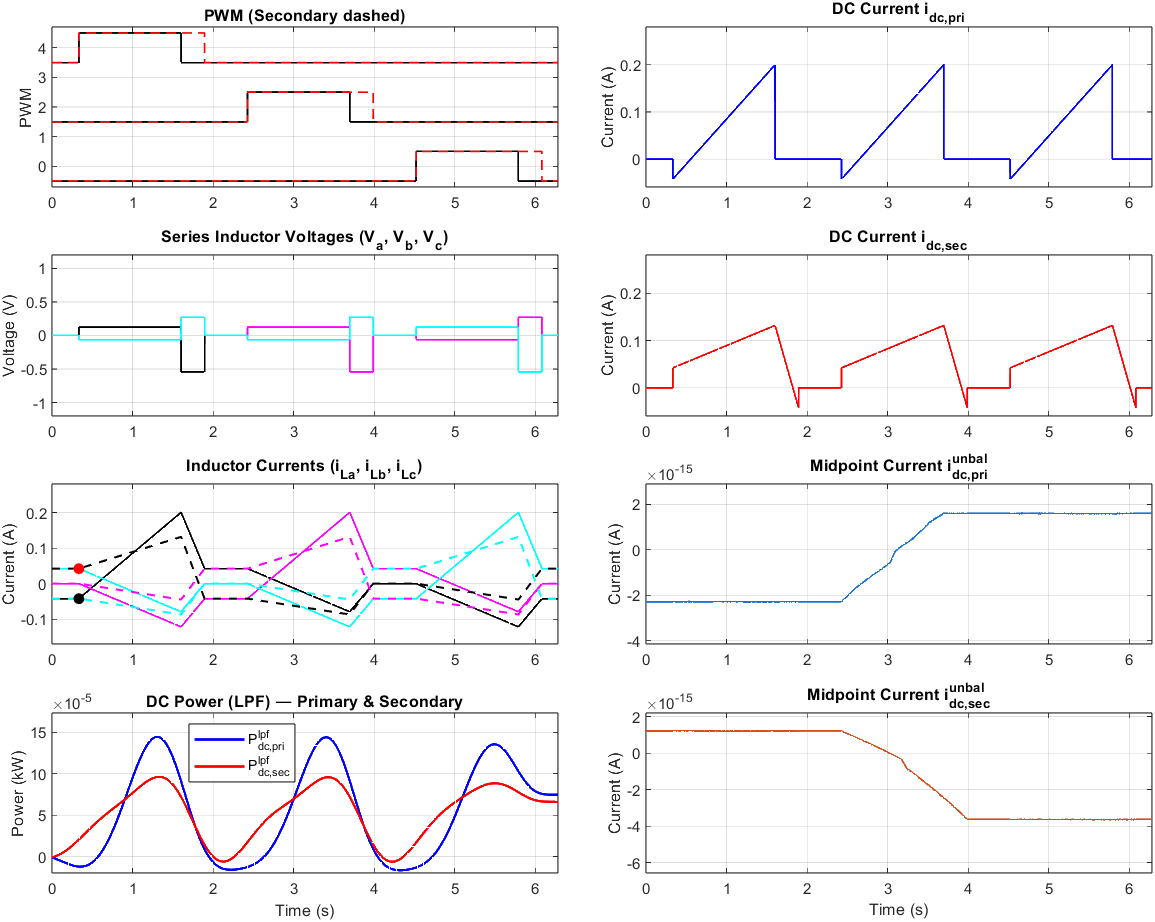 PWM (Secondary dashed)
PWM
4
3
2
1
0
0 1 2 3 4 5 6
DC Current i_dc,pri
Current (A)
0.2
0.1
0
0 1 2 3 4 5 6
Series Inductor Voltages (V_a, V_b, V_c)
Voltage (V)
1
0.5
0
-0.5
-1
0 1 2 3 4 5 6
DC Current i_dc,sec
Current (A)
0.2
0.1
0
0 1 2 3 4 5 6
Inductor Currents (i_La, i_Lb, i_Lc)
Current (A)
0.2
0.1
0
-0.1
0 1 2 3 4 5 6
Midpoint Current i_dc,pri^unbal
×10^-15
Current (A)
2
0
-2
-4
0 1 2 3 4 5 6
DC Power (LPF) — Primary & Secondary
×10^-5
Power (kW)
15
10
5
0
P_dc,pri^lpf
P_dc,sec^lpf
0 1 2 3 4 5 6
Time (s)
Midpoint Current i_dc,sec^unbal
×10^-15
Current (A)
2
0
-2
-4
-6
0 1 2 3 4 5 6
Time (s)